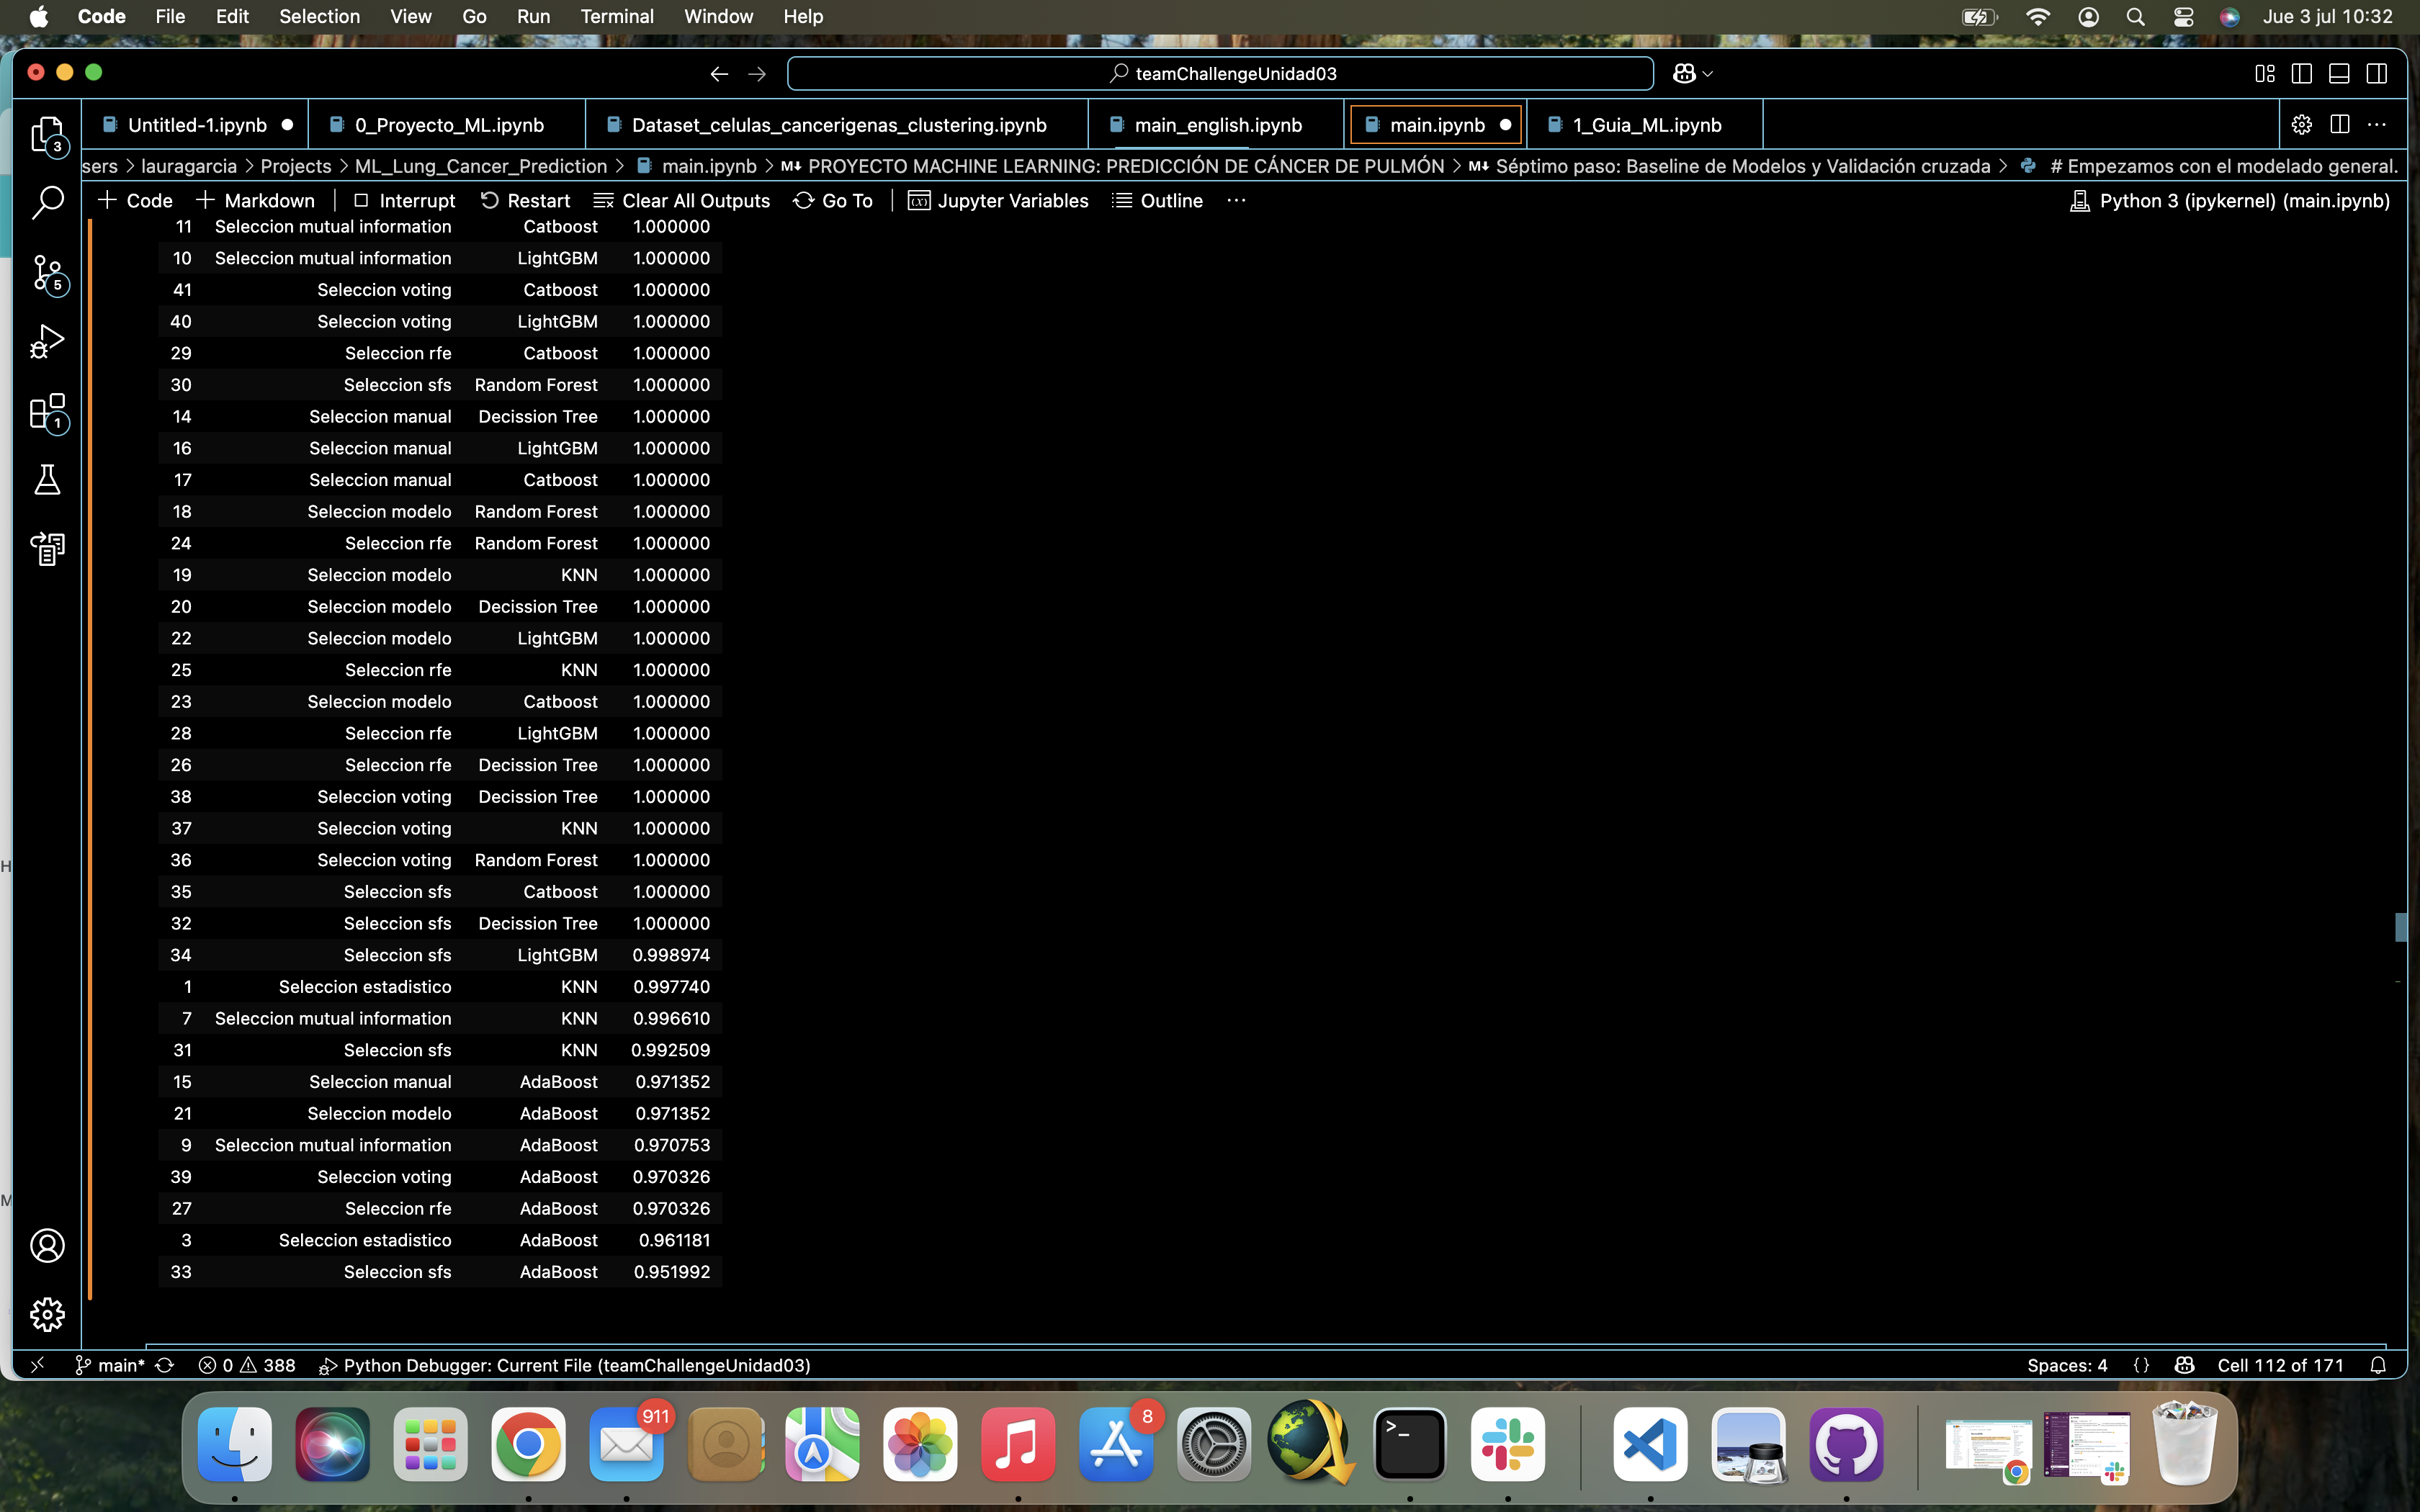 Code File Edit Selection View Go Run Terminal Window Help Jue 3 jul 10:32
teamChallengeUnidad03
Untitled-1.ipynb 0_Proyecto_ML.ipynb Dataset_celulas_cancerigenas_clustering.ipynb main_english.ipynb main.ipynb 1_Guia_ML.ipynb
3
sers > lauragarcia > Projects > ML_Lung_Cancer_Prediction > main.ipynb > M↓ PROYECTO MACHINE LEARNING: PREDICCIÓN DE CÁNCER DE PULMÓN > M↓ Séptimo paso: Baseline de Modelos y Validación cruzada > # Empezamos con el modelado general.
+ Code + Markdown Interrupt Restart Clear All Outputs Go To Jupyter Variables Outline ... Python 3 (ipykernel) (main.ipynb)
5
1
11 Seleccion mutual information Catboost 1.000000
10 Seleccion mutual information LightGBM 1.000000
41 Seleccion voting Catboost 1.000000
40 Seleccion voting LightGBM 1.000000
29 Seleccion rfe Catboost 1.000000
30 Seleccion sfs Random Forest 1.000000
14 Seleccion manual Decission Tree 1.000000
16 Seleccion manual LightGBM 1.000000
17 Seleccion manual Catboost 1.000000
18 Seleccion modelo Random Forest 1.000000
24 Seleccion rfe Random Forest 1.000000
19 Seleccion modelo KNN 1.000000
20 Seleccion modelo Decission Tree 1.000000
22 Seleccion modelo LightGBM 1.000000
25 Seleccion rfe KNN 1.000000
23 Seleccion modelo Catboost 1.000000
28 Seleccion rfe LightGBM 1.000000
26 Seleccion rfe Decission Tree 1.000000
38 Seleccion voting Decission Tree 1.000000
37 Seleccion voting KNN 1.000000
36 Seleccion voting Random Forest 1.000000
35 Seleccion sfs Catboost 1.000000
32 Seleccion sfs Decission Tree 1.000000
34 Seleccion sfs LightGBM 0.998974
1 Seleccion estadistico KNN 0.997740
7 Seleccion mutual information KNN 0.996610
31 Seleccion sfs KNN 0.992509
15 Seleccion manual AdaBoost 0.971352
21 Seleccion modelo AdaBoost 0.971352
9 Seleccion mutual information AdaBoost 0.970753
39 Seleccion voting AdaBoost 0.970326
27 Seleccion rfe AdaBoost 0.970326
3 Seleccion estadistico AdaBoost 0.961181
33 Seleccion sfs AdaBoost 0.951992
main* 0 388 Python Debugger: Current File (teamChallengeUnidad03) Spaces: 4 {} Cell 112 of 171
911 8
>_